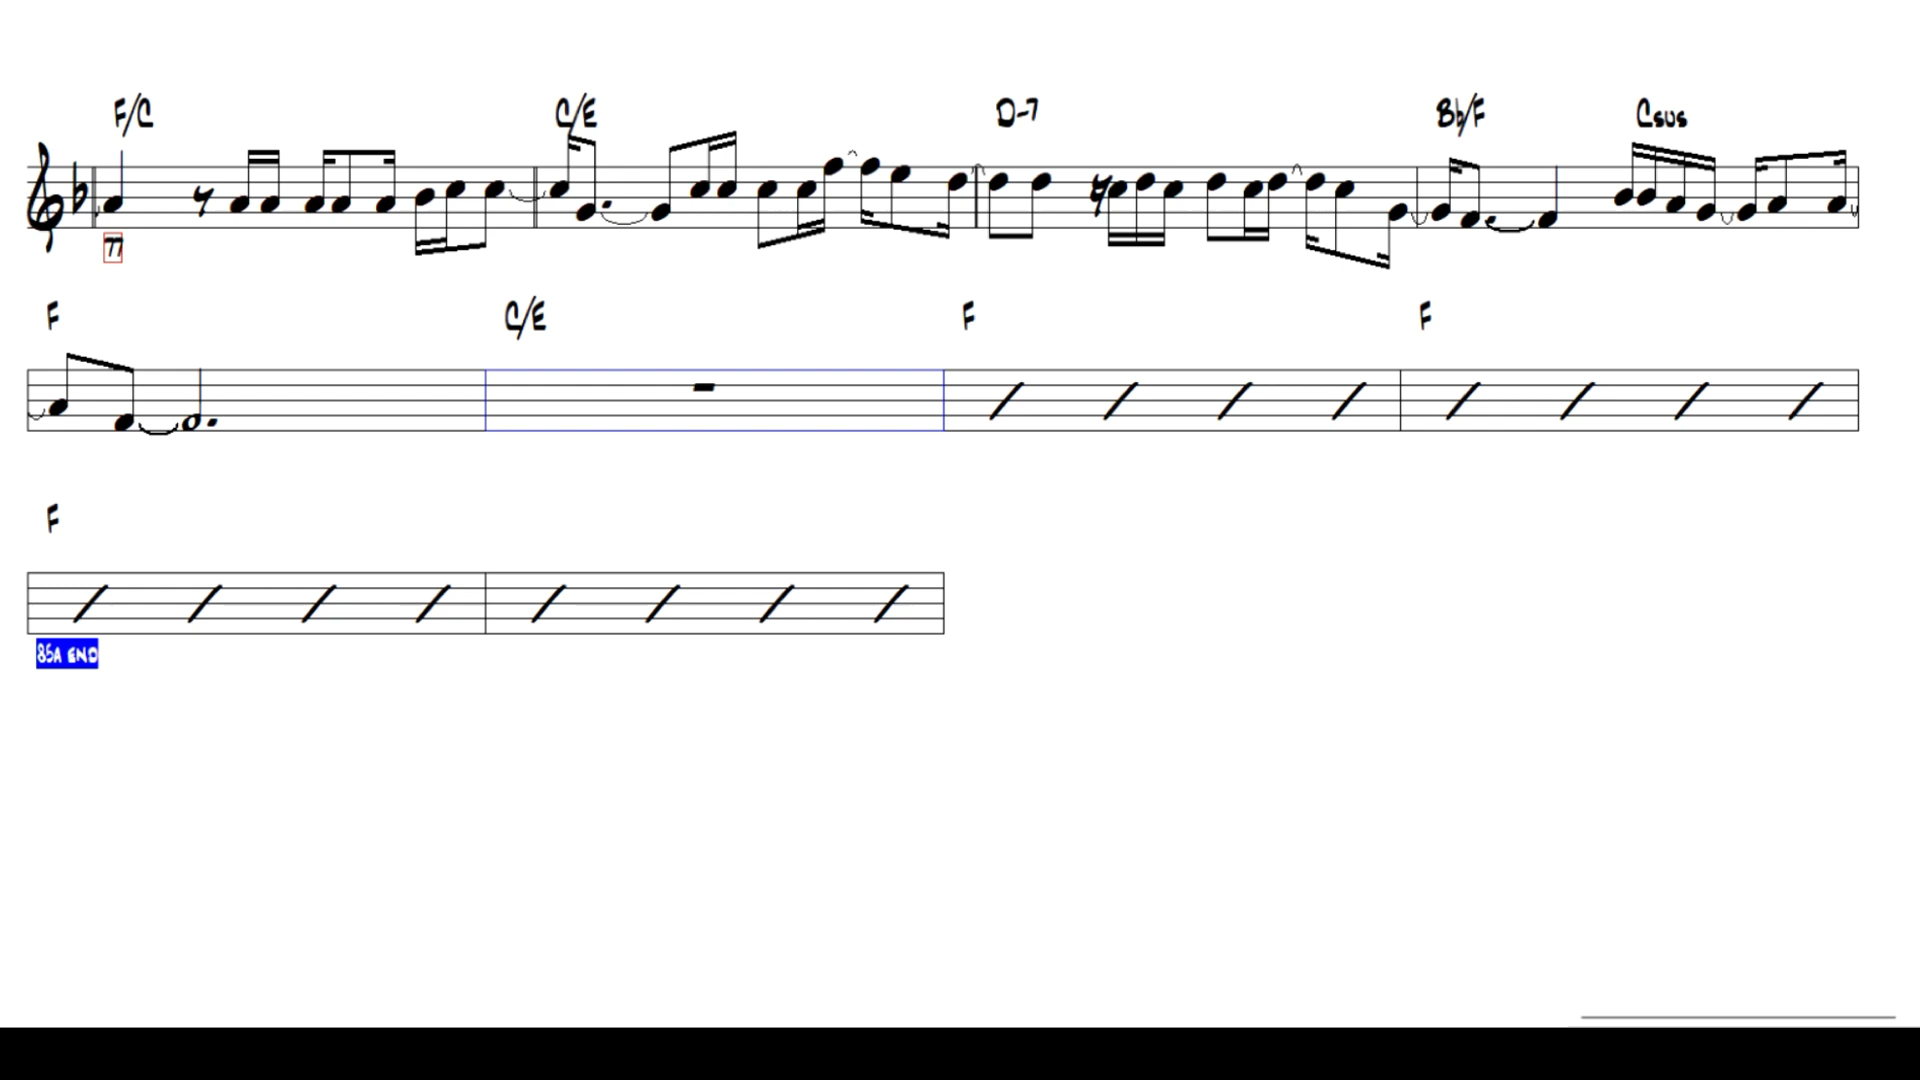 F/C C/E D-7 Bb/F Csus
77
F C/E F F
F
85A END